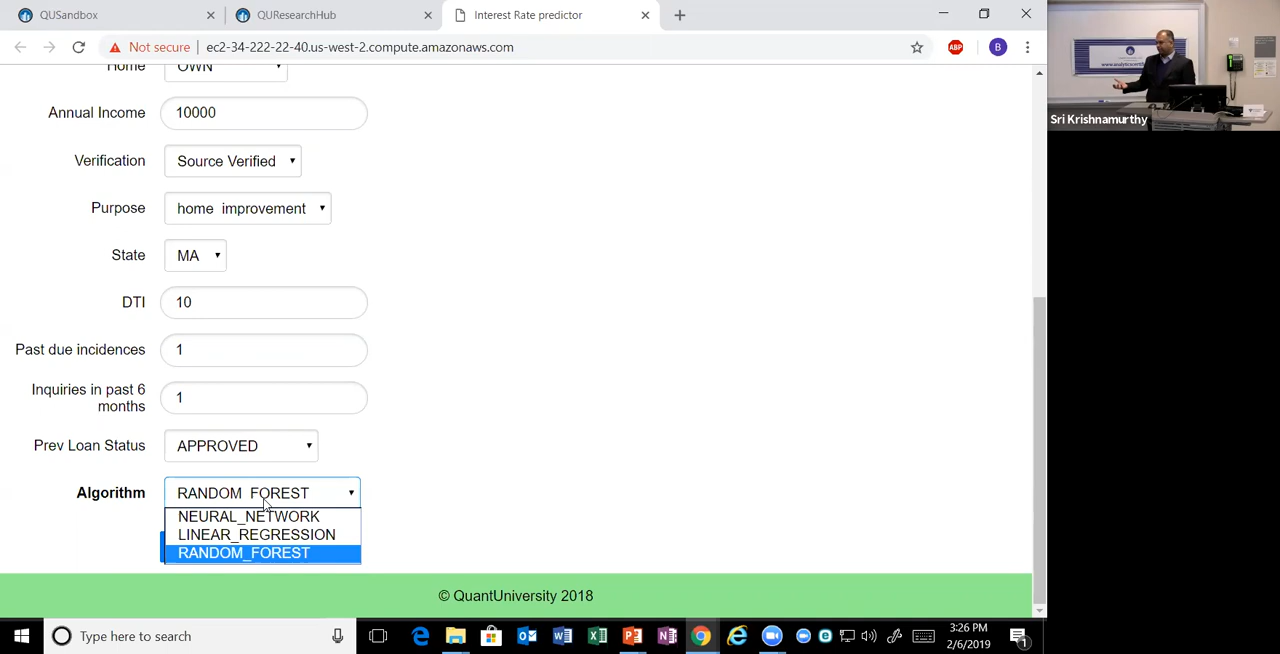 QUSandbox
QUResearchHub
Interest Rate predictor
Not secure
ec2-34-222-22-40.us-west-2.compute.amazonaws.com
ABP
B
Home
OWN
Annual Income
10000
Verification
Source Verified
Purpose
home improvement
State
MA
DTI
10
Past due incidences
1
Inquiries in past 6
months
1
Prev Loan Status
APPROVED
Algorithm
RANDOM_FOREST
NEURAL_NETWORK
LINEAR_REGRESSION
RANDOM_FOREST
© QuantUniversity 2018
Type here to search
3:26 PM
2/6/2019
1
Sri Krishnamurthy